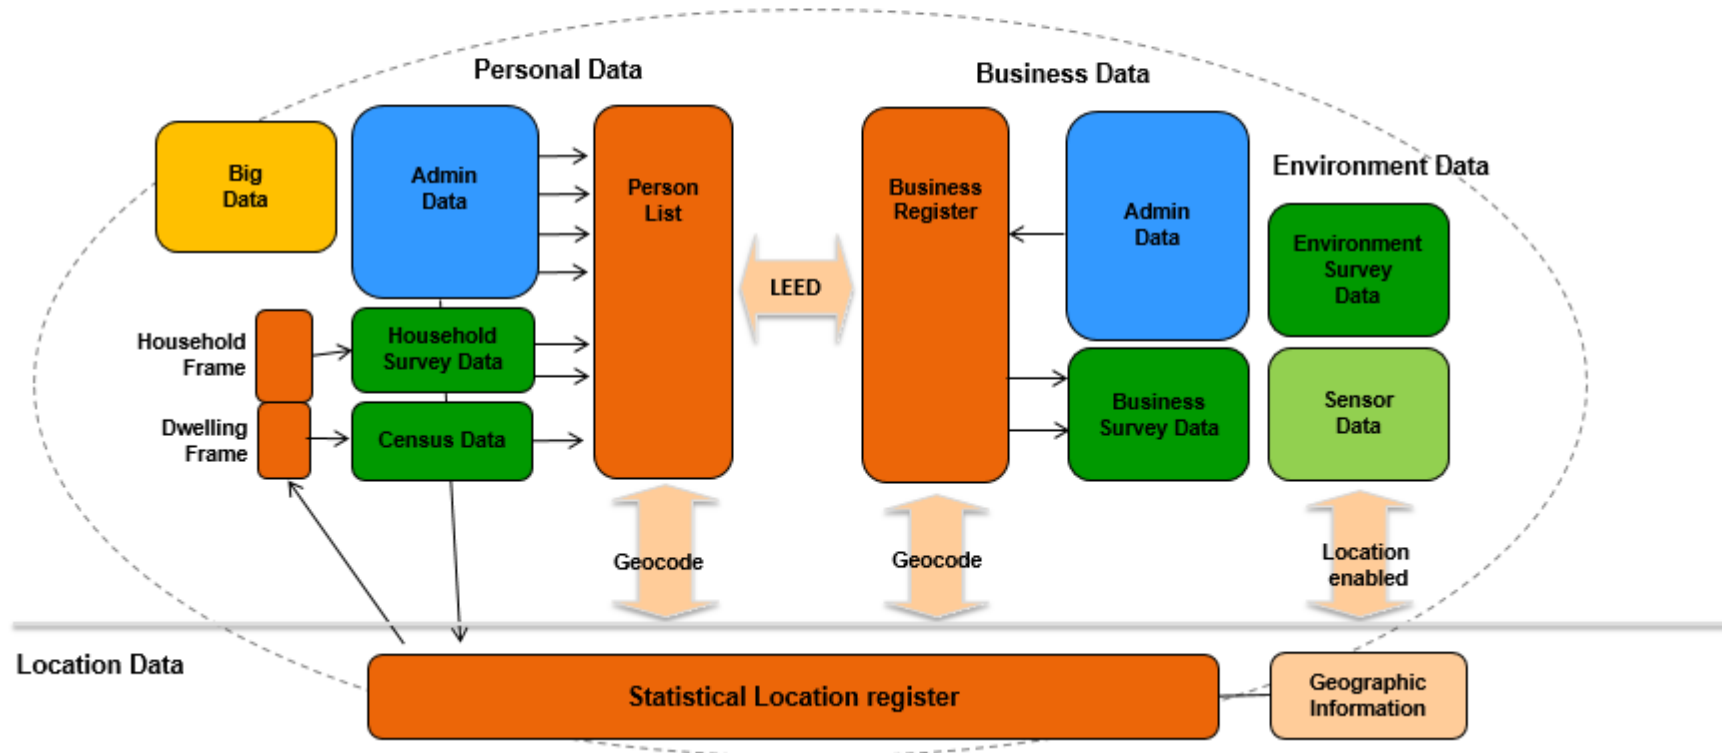 Personal Data
Business Data
Big
Data
Admin
Data
Person
List
Business
Register
Admin
Data
Environment Data
Environment
Survey
Data
LEED
Household
Frame
Household
Survey Data
Dwelling
Frame
Census Data
Business
Survey Data
Sensor
Data
Geocode
Geocode
Location
enabled
Location Data
Statistical Location register
Geographic
Information